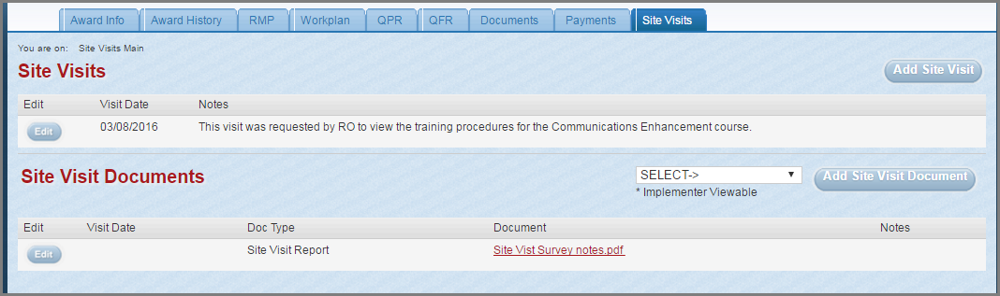 Award Info Award History RMP Workplan QPR QFR Documents Payments Site Visits
You are on: Site Visits Main
Site Visits Add Site Visit
Edit Visit Date Notes
Edit 03/08/2016 This visit was requested by RO to view the training procedures for the Communications Enhancement course.
Site Visit Documents SELECT-> Add Site Visit Document
* Implementer Viewable
Edit Visit Date Doc Type Document Notes
Edit Site Visit Report Site Vist Survey notes.pdf